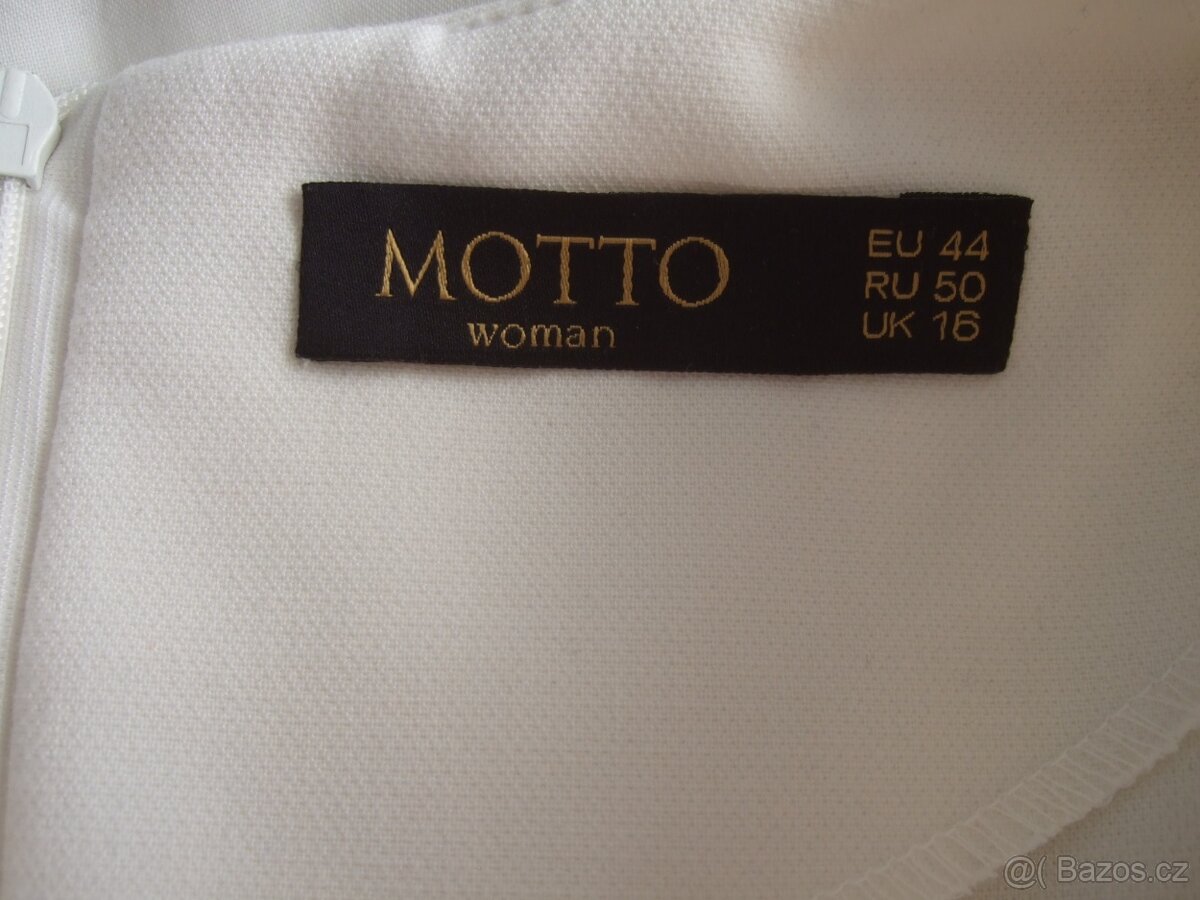 MOTTO
woman
EU 44
RU 50
UK 16
@( Bazos.cz